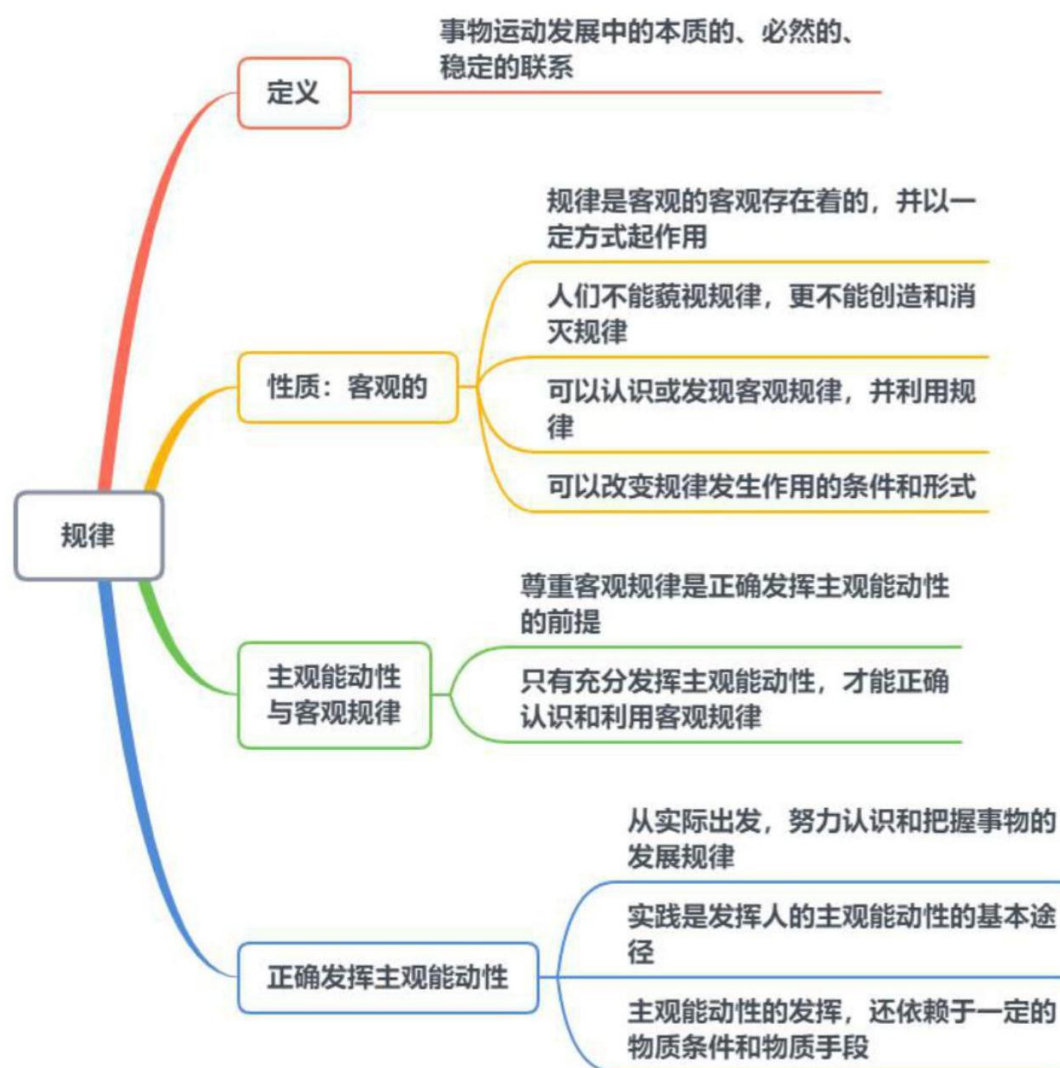 规律
定义
事物运动发展中的本质的、必然的、
稳定的联系
性质：客观的
规律是客观的客观存在着的，并以一
定方式起作用
人们不能藐视规律，更不能创造和消
灭规律
可以认识或发现客观规律，并利用规
律
可以改变规律发生作用的条件和形式
主观能动性
与客观规律
尊重客观规律是正确发挥主观能动性
的前提
只有充分发挥主观能动性，才能正确
认识和利用客观规律
正确发挥主观能动性
从实际出发，努力认识和把握事物的
发展规律
实践是发挥人的主观能动性的基本途
径
主观能动性的发挥，还依赖于一定的
物质条件和物质手段